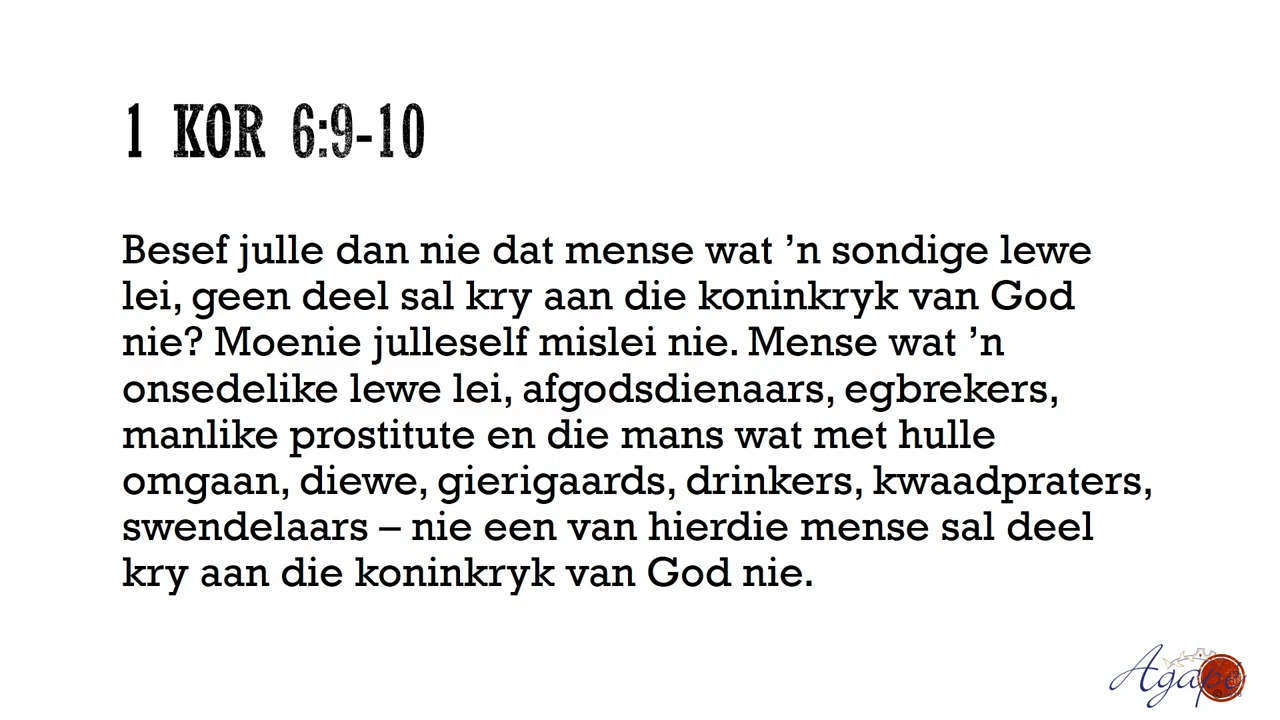 1 KOR 6:9-10
Besef julle dan nie dat mense wat ’n sondige lewe
lei, geen deel sal kry aan die koninkryk van God
nie? Moenie julleself mislei nie. Mense wat ’n
onsedelike lewe lei, afgodsdienaars, egbrekers,
manlike prostitute en die mans wat met hulle
omgaan, diewe, gierigaards, drinkers, kwaadpraters,
swendelaars – nie een van hierdie mense sal deel
kry aan die koninkryk van God nie.
Agapé